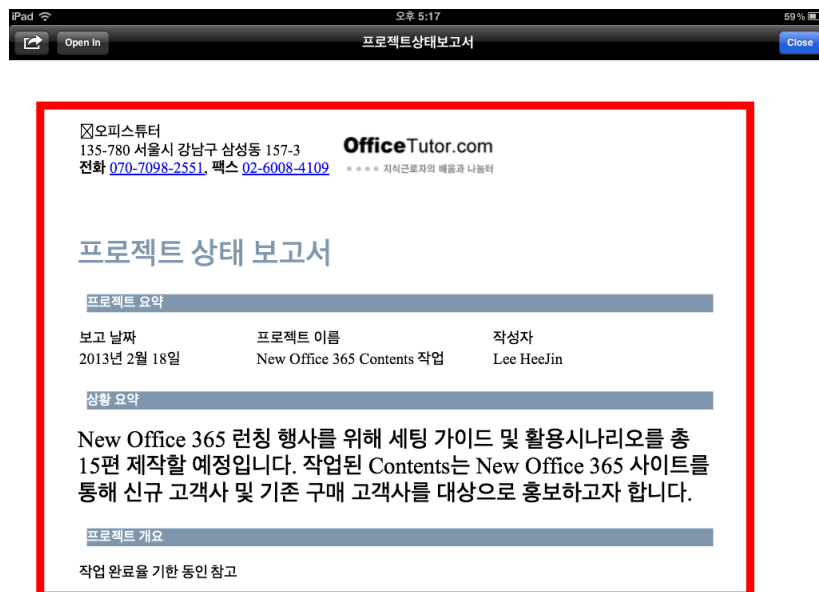 iPad 오후 5:17 59%
Open In 프로젝트상태보고서 Close
오피스튜터
135-780 서울시 강남구 삼성동 157-3
전화 070-7098-2551, 팩스 02-6008-4109
OfficeTutor.com
지식근로자의 배움과 나눔터
프로젝트 상태 보고서
프로젝트 요약
보고 날짜 프로젝트 이름 작성자
2013년 2월 18일 New Office 365 Contents 작업 Lee HeeJin
상황 요약
New Office 365 런칭 행사를 위해 세팅 가이드 및 활용시나리오를 총
15편 제작할 예정입니다. 작업된 Contents는 New Office 365 사이트를
통해 신규 고객사 및 기존 구매 고객사를 대상으로 홍보하고자 합니다.
프로젝트 개요
작업 완료율 기한 동인 참고